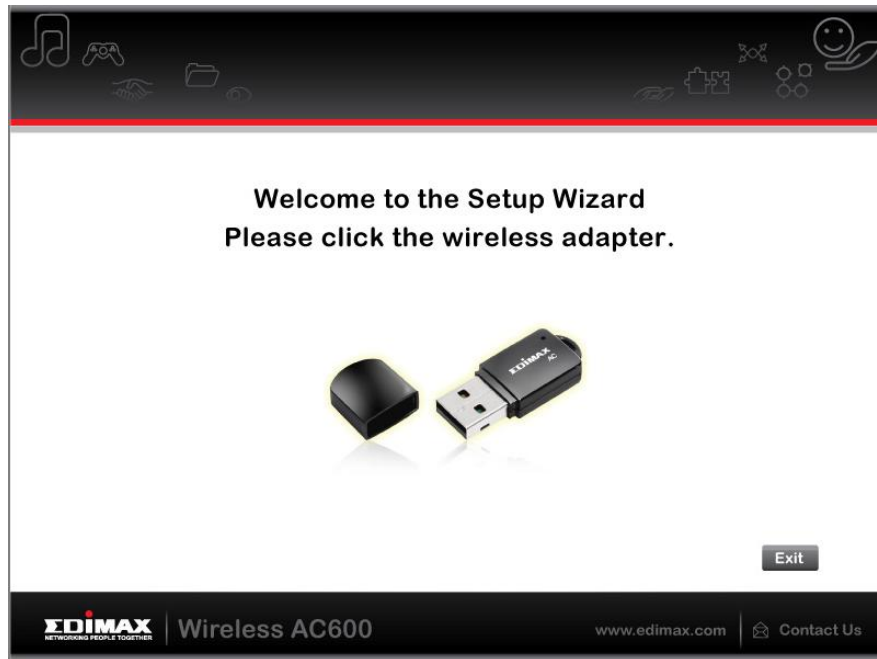 Welcome to the Setup Wizard
Please click the wireless adapter.
EDIMAX
AC
Exit
EDIMAX
NETWORKING PEOPLE TOGETHER
Wireless AC600
www.edimax.com
Contact Us